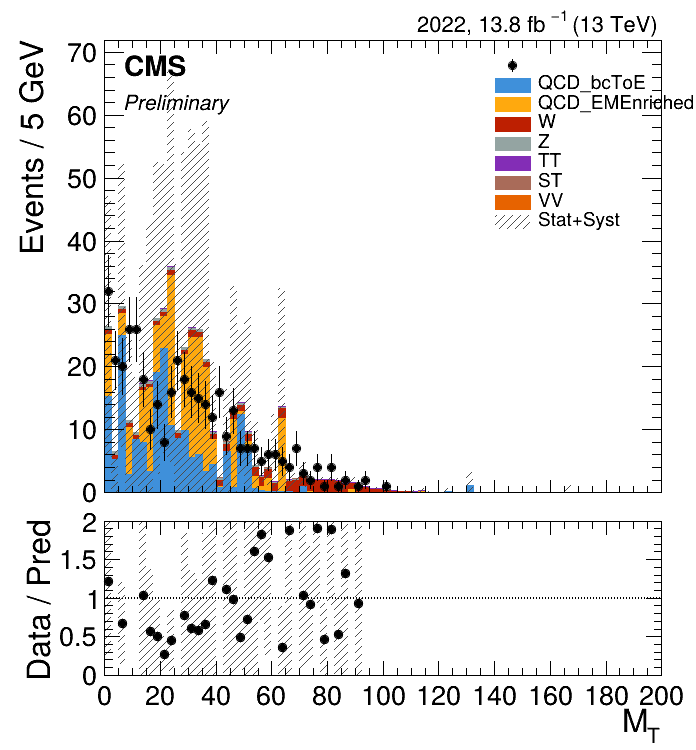 2022, 13.8 fb⁻¹ (13 TeV)
CMS
Preliminary
QCD_bcToE
QCD_EMEnriched
W
Z
TT
ST
VV
Stat+Syst
Events / 5 GeV
70
60
50
40
30
20
10
0
Data / Pred
2
1.5
1
0.5
0
0 20 40 60 80 100 120 140 160 180 200
M_T